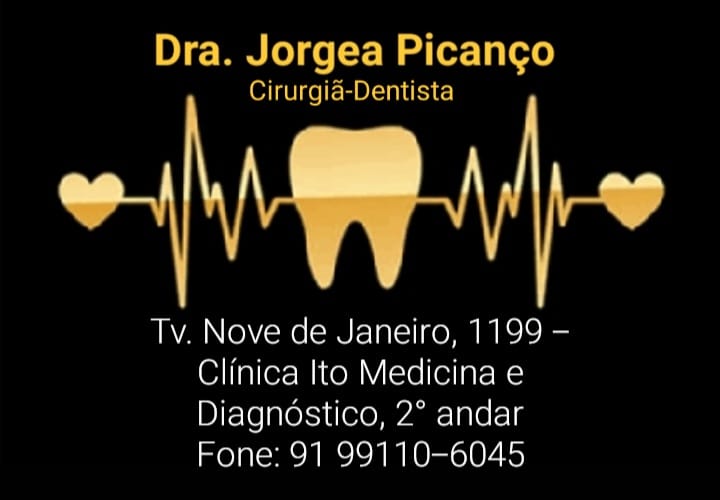 Dra. Jorgea Picanço
Cirurgiã-Dentista
Tv. Nove de Janeiro, 1199 –
Clínica Ito Medicina e
Diagnóstico, 2° andar
Fone: 91 99110–6045